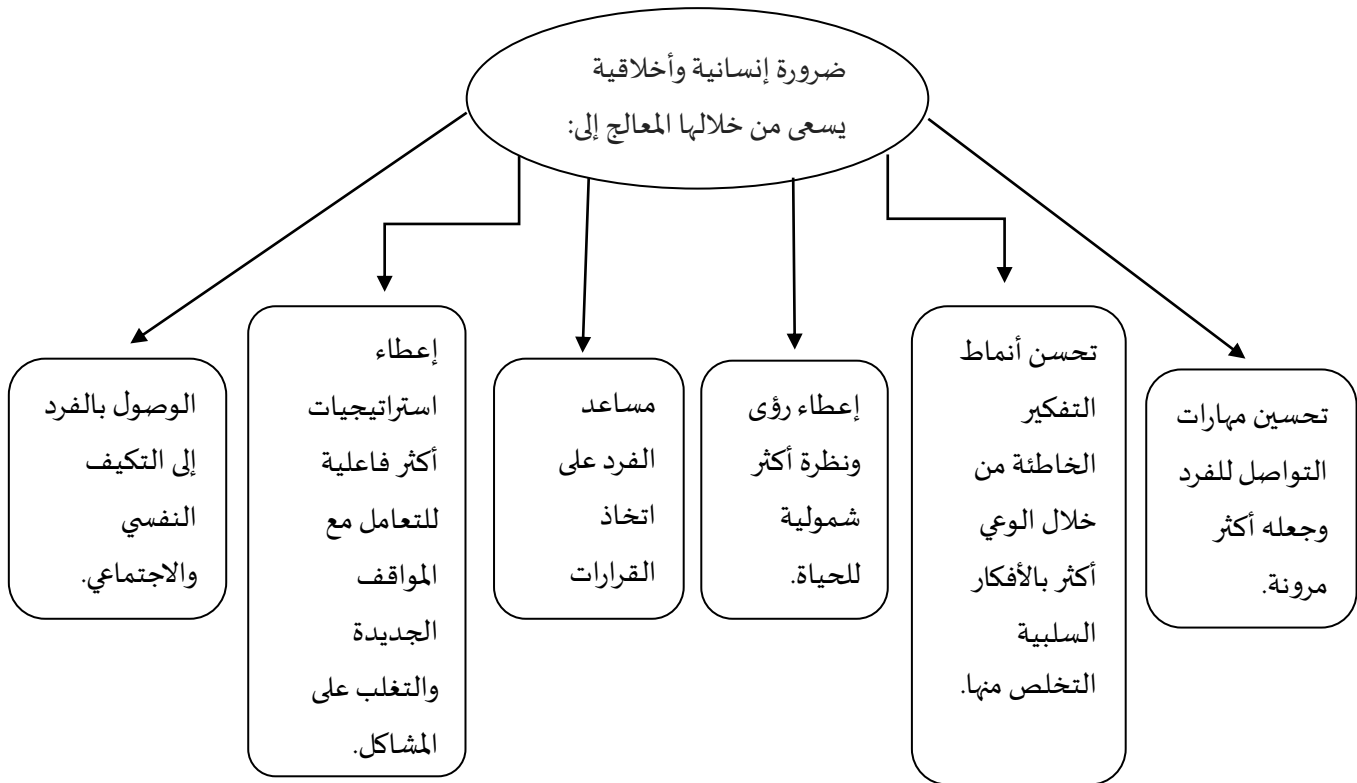 ضرورة إنسانية وأخلاقية
يسعى من خلالها المعالج إلى:
تحسين مهارات
التواصل للفرد
وجعله أكثر
مرونة.
تحسن أنماط
التفكير
الخاطئة من
خلال الوعي
أكثر بالأفكار
السلبية
التخلص منها.
إعطاء رؤى
ونظرة أكثر
شمولية
للحياة.
مساعد
الفرد على
اتخاذ
القرارات
إعطاء
استراتيجيات
أكثر فاعلية
للتعامل مع
المواقف
الجديدة
والتغلب على
المشاكل.
الوصول بالفرد
إلى التكيف
النفسي
والاجتماعي.